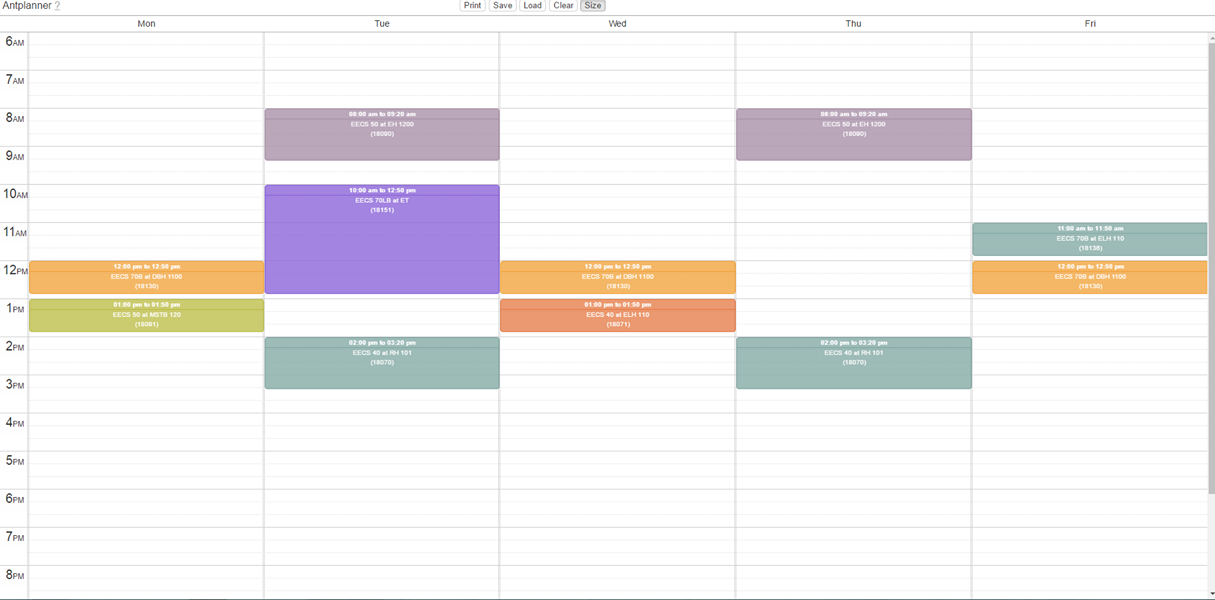 Antplanner ?
Print Save Load Clear Size
Mon Tue Wed Thu Fri
6AM
7AM
8AM
08:00 am to 09:20 am
EECS 50 at EH 1200
(18090)
08:00 am to 09:20 am
EECS 50 at EH 1200
(18090)
9AM
10AM
10:00 am to 12:50 pm
EECS 70LB at ET
(18151)
11AM
11:00 am to 11:50 am
EECS 70B at ELH 110
12PM
12:00 pm to 12:50 pm
EECS 70B at DBH 1100
(18130)
12:00 pm to 12:50 pm
EECS 70B at DBH 1100
(18130)
12:00 pm to 12:50 pm
EECS 70B at DBH 1100
(18130)
1PM
01:00 pm to 01:50 pm
EECS 50 at MSTB 120
(18091)
01:00 pm to 01:50 pm
EECS 40 at ELH 110
(18071)
2PM
02:00 pm to 03:20 pm
EECS 40 at RH 101
(18070)
02:00 pm to 03:20 pm
EECS 40 at RH 101
(18070)
3PM
4PM
5PM
6PM
7PM
8PM